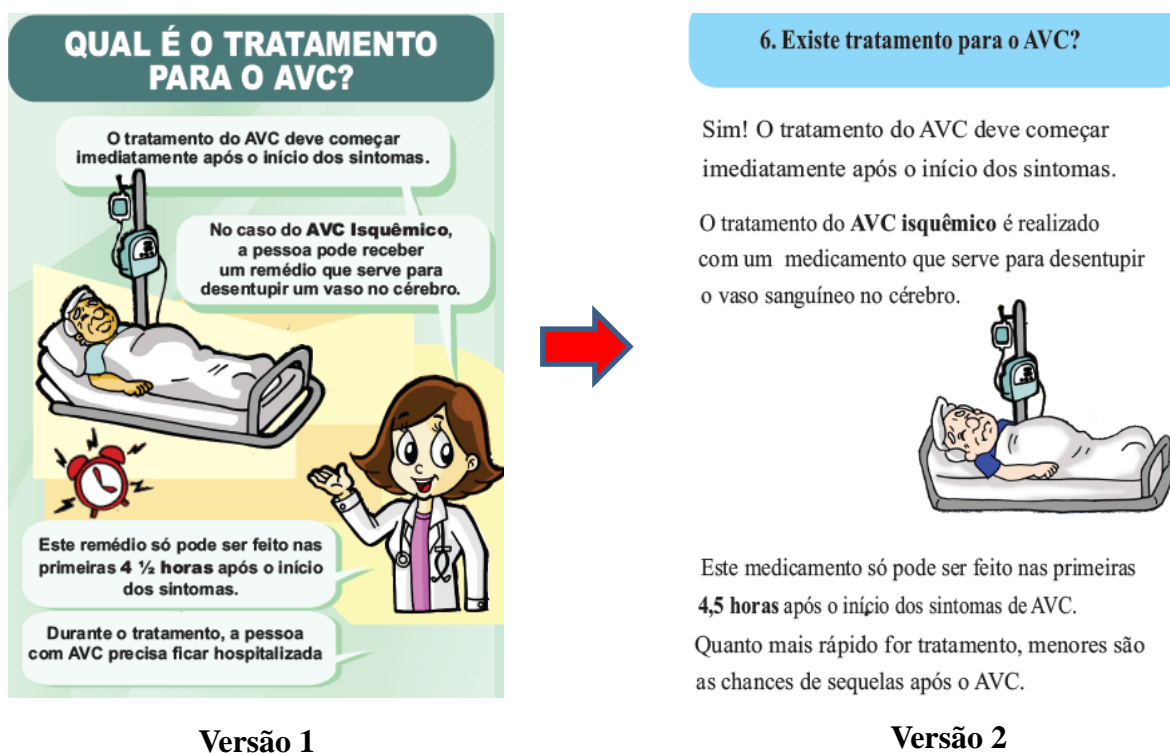 QUAL É O TRATAMENTO
PARA O AVC?
O tratamento do AVC deve começar
imediatamente após o início dos sintomas.
No caso do AVC Isquêmico,
a pessoa pode receber
um remédio que serve para
desentupir um vaso no cérebro.
Este remédio só pode ser feito nas
primeiras 4 ½ horas após o início
dos sintomas.
Durante o tratamento, a pessoa
com AVC precisa ficar hospitalizada
Versão 1
6. Existe tratamento para o AVC?
Sim! O tratamento do AVC deve começar
imediatamente após o início dos sintomas.
O tratamento do AVC isquêmico é realizado
com um medicamento que serve para desentupir
o vaso sanguíneo no cérebro.
Este medicamento só pode ser feito nas primeiras
4,5 horas após o início dos sintomas de AVC.
Quanto mais rápido for tratamento, menores são
as chances de sequelas após o AVC.
Versão 2